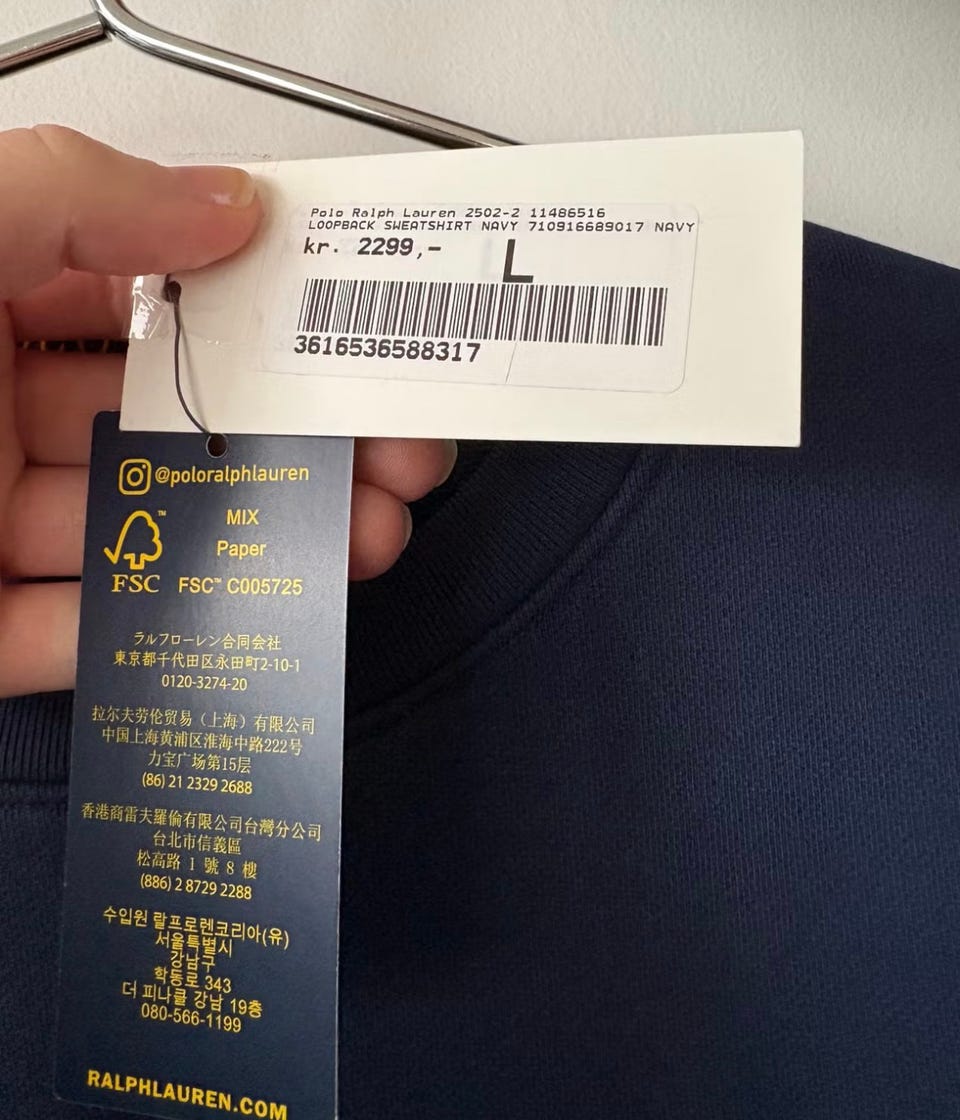 Polo Ralph Lauren 2502-2 11486516
LOOPBACK SWEATSHIRT NAVY 710916689017 NAVY
kr. 2299,- L
3616536588317
@poloralphlauren
MIX
Paper
FSC™ C005725
™
FSC
ラルフローレン合同会社
東京都千代田区永田町2-10-1
0120-3274-20
拉尔夫劳伦贸易（上海）有限公司
中国上海黄浦区淮海中路222号
力宝广场第15层
(86) 21 2329 2688
香港商雷夫羅倫有限公司台灣分公司
台北市信義區
松高路 1 號 8 樓
(886) 2 8729 2288
수입원 랄프로렌코리아(유)
서울특별시
강남구
학동로 343
더 피나클 강남 19층
080-566-1199
RALPHLAUREN.COM